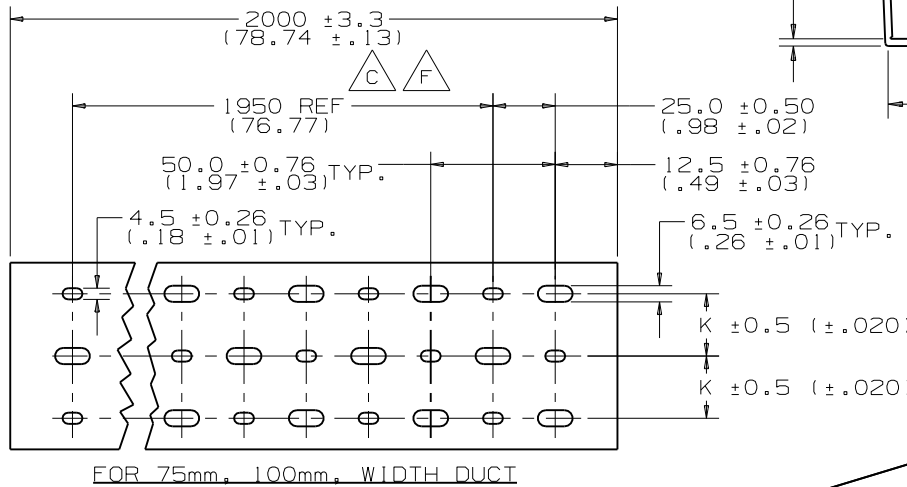 2000 ±3.3
(78.74 ±.13)
C F
1950 REF
(76.77)
25.0 ±0.50
(.98 ±.02)
50.0 ±0.76 TYP.
(1.97 ±.03)
12.5 ±0.76
(.49 ±.03)
4.5 ±0.26 TYP.
(.18 ±.01)
6.5 ±0.26 TYP.
(.26 ±.01)
K ±0.5 (±.020)
K ±0.5 (±.020)
FOR 75mm, 100mm, WIDTH DUCT